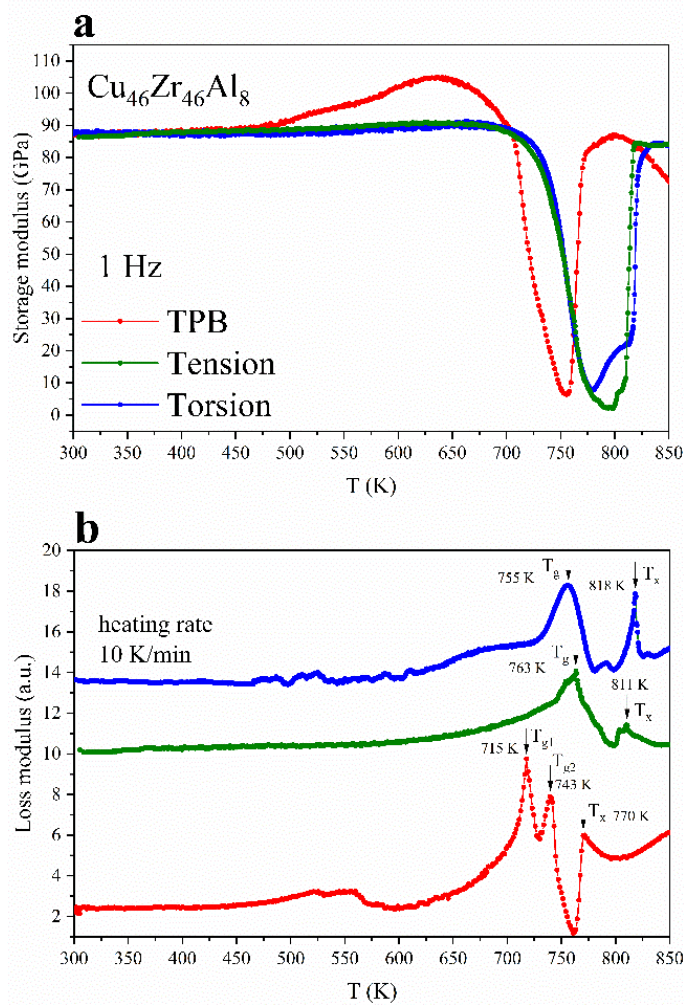 a
Cu46Zr46Al8
1 Hz
TPB
Tension
Torsion
Storage modulus (GPa)
110
100
90
80
70
60
50
40
30
20
10
0
300 350 400 450 500 550 600 650 700 750 800 850
T (K)
b
heating rate
10 K/min
755 K Tg 818 K Tx
763 K Tg 811 K Tx
715 K Tg1
Tg2
743 K
Tx 770 K
Loss modulus (a.u.)
20
18
16
14
12
10
8
6
4
2
300 350 400 450 500 550 600 650 700 750 800 850
T (K)